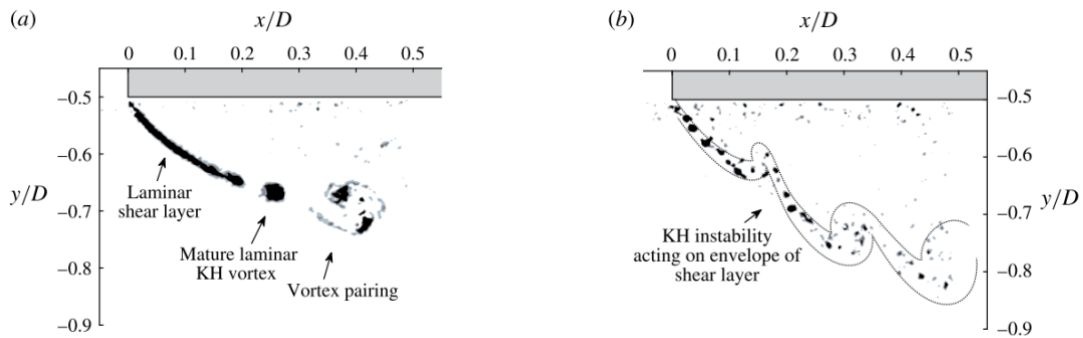 (a)
x/D
0 0.1 0.2 0.3 0.4 0.5
−0.5
−0.6
−0.7
−0.8
−0.9
y/D
Laminar
shear layer
Mature laminar
KH vortex
Vortex pairing
(b)
x/D
0 0.1 0.2 0.3 0.4 0.5
−0.5
−0.6
−0.7
−0.8
−0.9
y/D
KH instability
acting on envelope of
shear layer